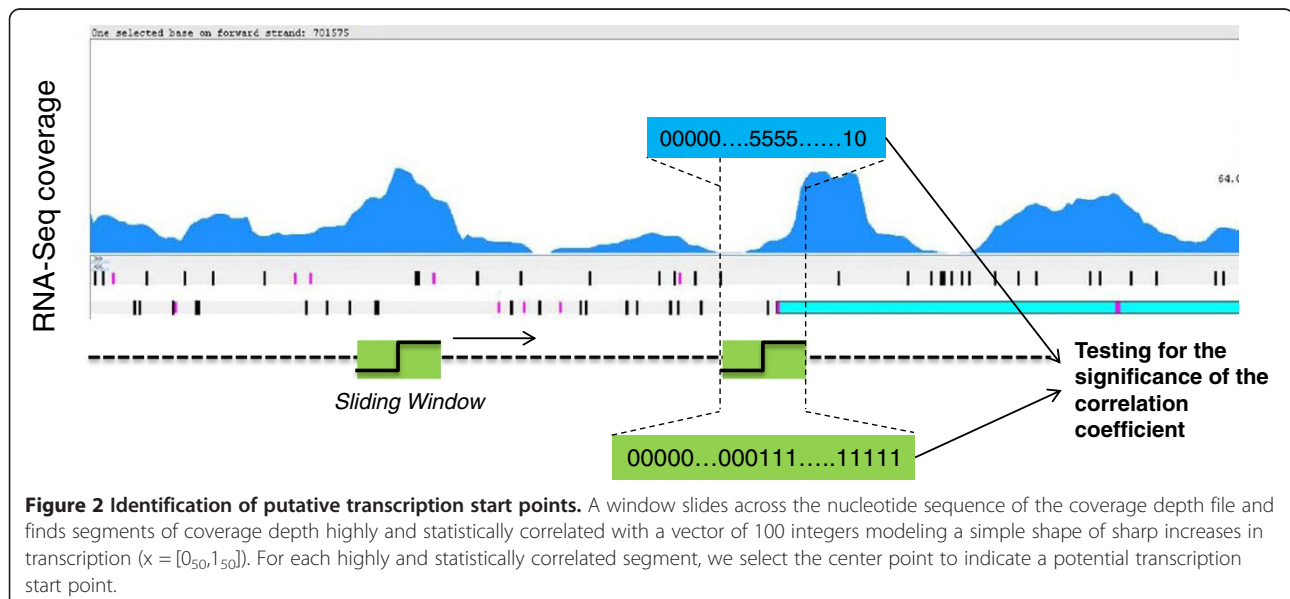 One selected base on forward strand: 701575
RNA-Seq coverage
00000....5555......10
64.0
>>
<<
Sliding Window
Testing for the
significance of the
correlation
coefficient
00000...000111.....11111
Figure 2 Identification of putative transcription start points. A window slides across the nucleotide sequence of the coverage depth file and
finds segments of coverage depth highly and statistically correlated with a vector of 100 integers modeling a simple shape of sharp increases in
transcription (x = [0₅₀,1₅₀]). For each highly and statistically correlated segment, we select the center point to indicate a potential transcription
start point.